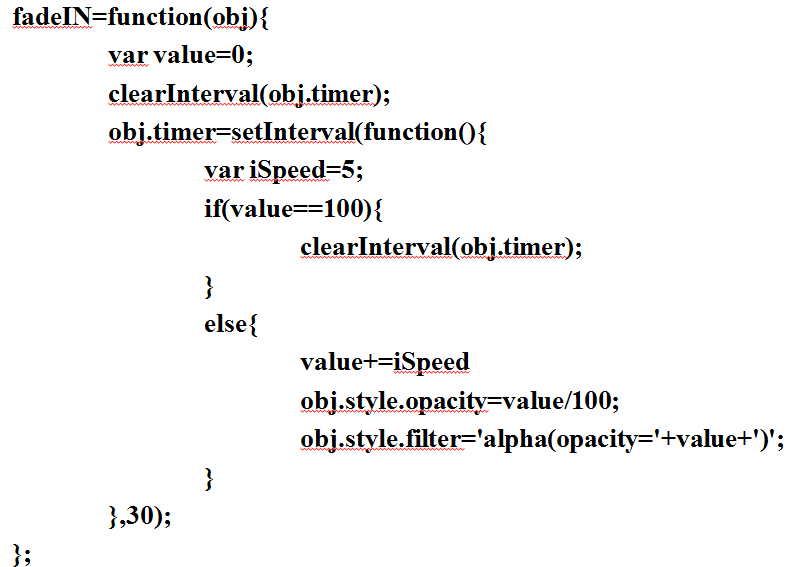 fadeIN=function(obj){
var value=0;
clearInterval(obj.timer);
obj.timer=setInterval(function(){
var iSpeed=5;
if(value==100){
clearInterval(obj.timer);
}
else{
value+=iSpeed
obj.style.opacity=value/100;
obj.style.filter='alpha(opacity='+value+')';
}
},30);
};